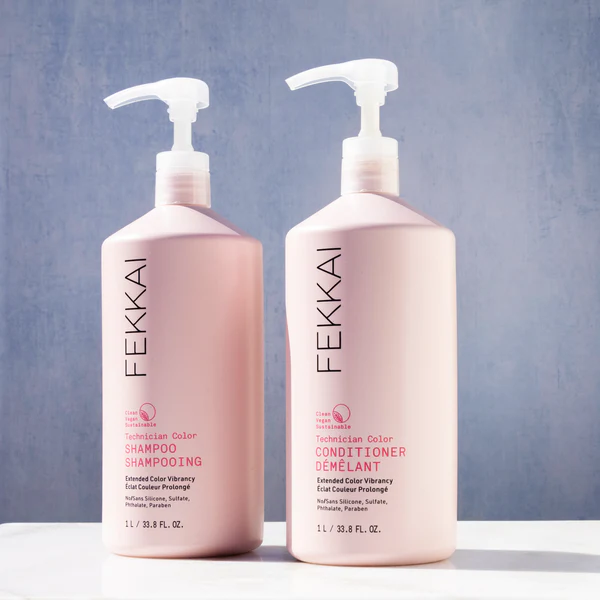 FEKKAI
Clean
Vegan
Sustainable
Technician Color
SHAMPOO
SHAMPOOING
Extended Color Vibrancy
Éclat Couleur Prolongé
No/Sans Silicone, Sulfate,
Phthalate, Paraben
1 L / 33.8 FL. OZ.
FEKKAI
Clean
Vegan
Sustainable
Technician Color
CONDITIONER
DÉMÊLANT
Extended Color Vibrancy
Éclat Couleur Prolongé
No/Sans Silicone, Sulfate,
Phthalate, Paraben
1 L / 33.8 FL. OZ.